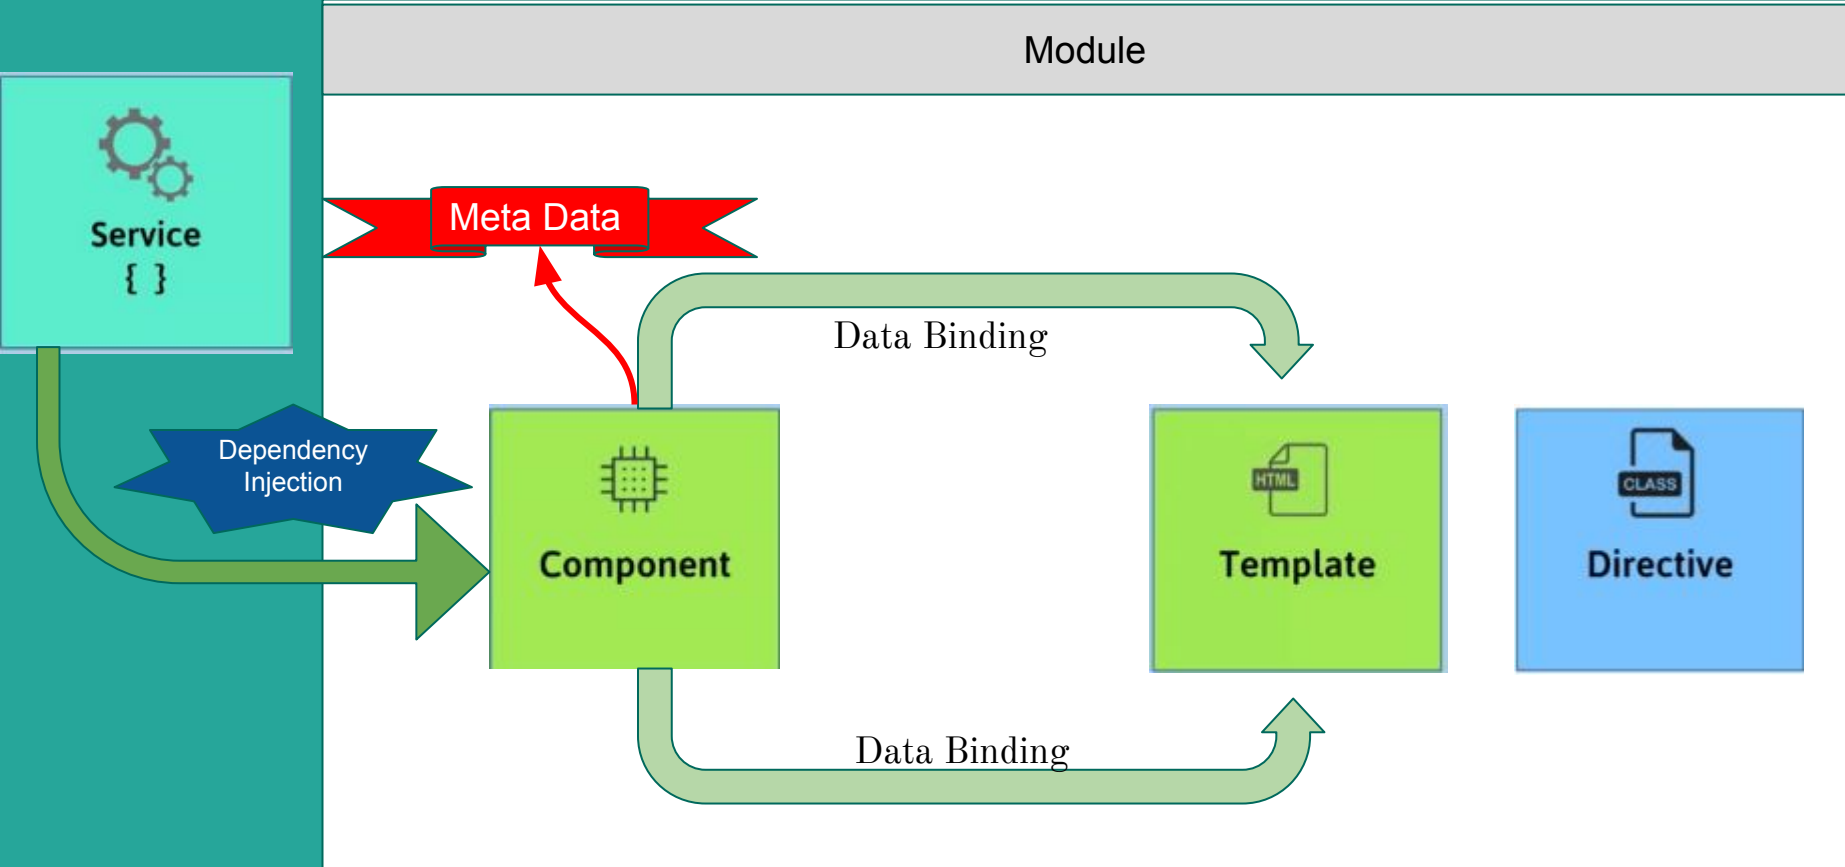 Module
Service
{ }
Meta Data
Data Binding
Dependency
Injection
HTML
CLASS
Component
Template
Directive
Data Binding